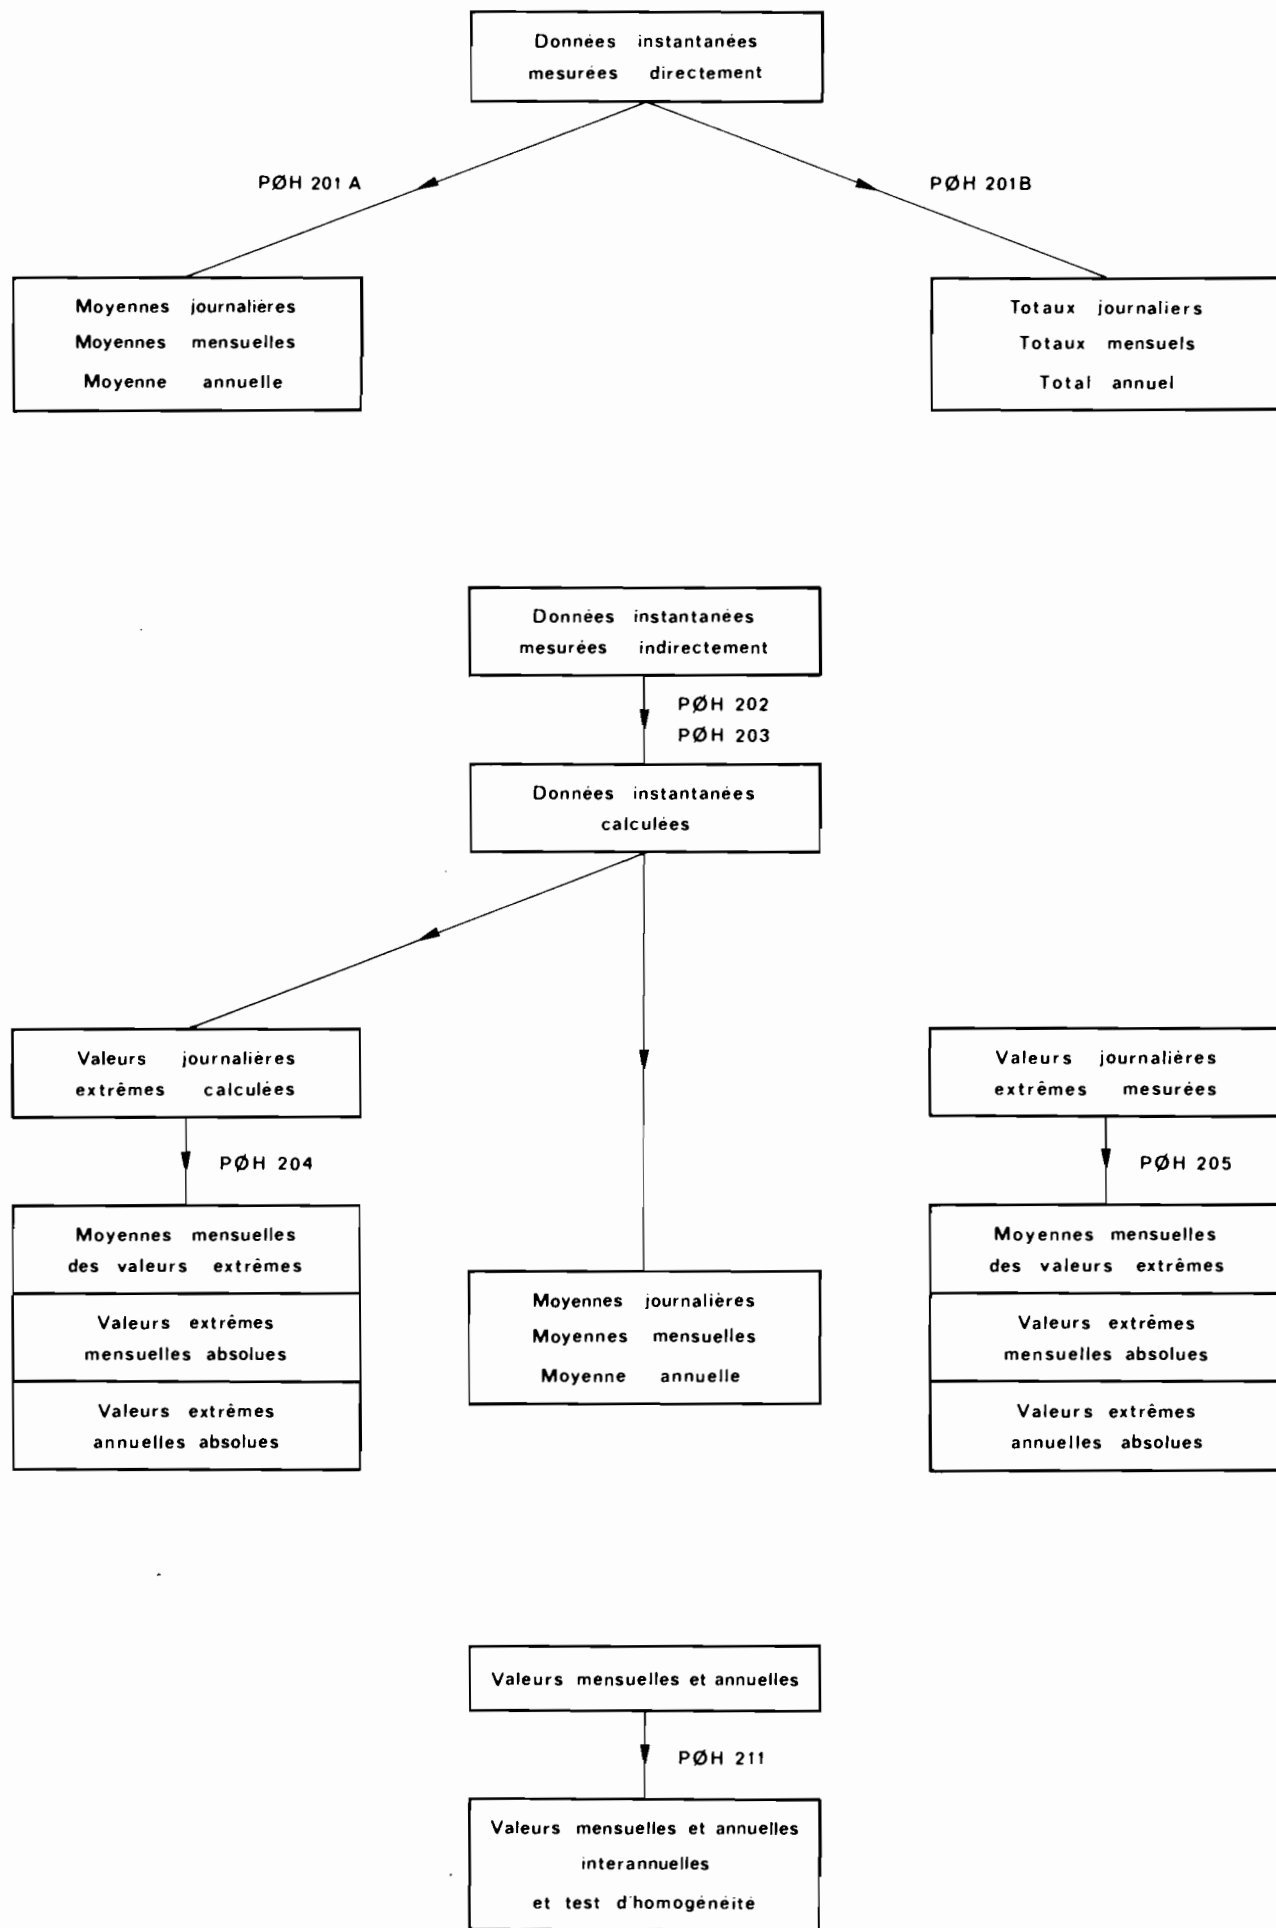 Données instantanées
mesurées directement
PØH 201 A
PØH 201B
Moyennes journalières
Moyennes mensuelles
Moyenne annuelle
Totaux journaliers
Totaux mensuels
Total annuel
Données instantanées
mesurées indirectement
PØH 202
PØH 203
Données instantanées
calculées
Valeurs journalières
extrêmes calculées
Valeurs journalières
extrêmes mesurées
PØH 204
PØH 205
Moyennes mensuelles
des valeurs extrêmes
Valeurs extrêmes
mensuelles absolues
Valeurs extrêmes
annuelles absolues
Moyennes journalières
Moyennes mensuelles
Moyenne annuelle
Moyennes mensuelles
des valeurs extrêmes
Valeurs extrêmes
mensuelles absolues
Valeurs extrêmes
annuelles absolues
Valeurs mensuelles et annuelles
PØH 211
Valeurs mensuelles et annuelles
interannuelles
et test d'homogénéité